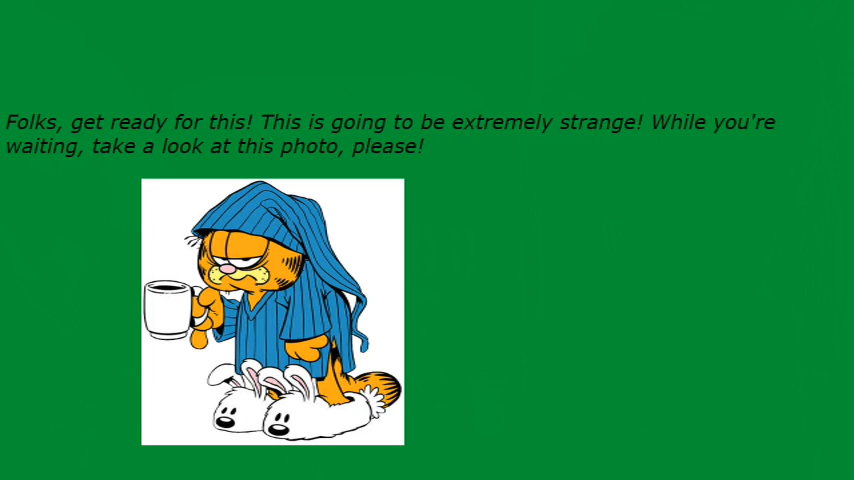 Folks, get ready for this! This is going to be extremely strange! While you're
waiting, take a look at this photo, please!